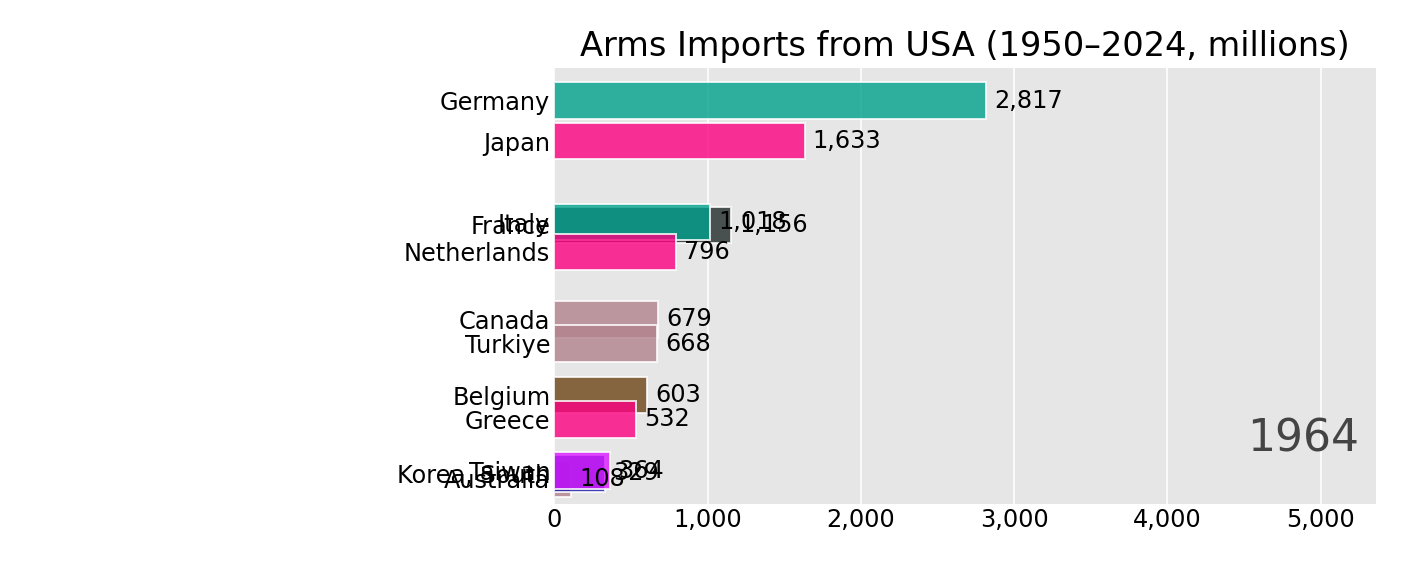 Arms Imports from USA (1950–2024, millions)
Germany 2,817
Japan 1,633
Italy 1,018
France 1,156
Netherlands 796
Canada 679
Turkiye 668
Belgium 603
Greece 532
Taiwan 364
Korea, South 329
Australia 108
1964
0 1,000 2,000 3,000 4,000 5,000